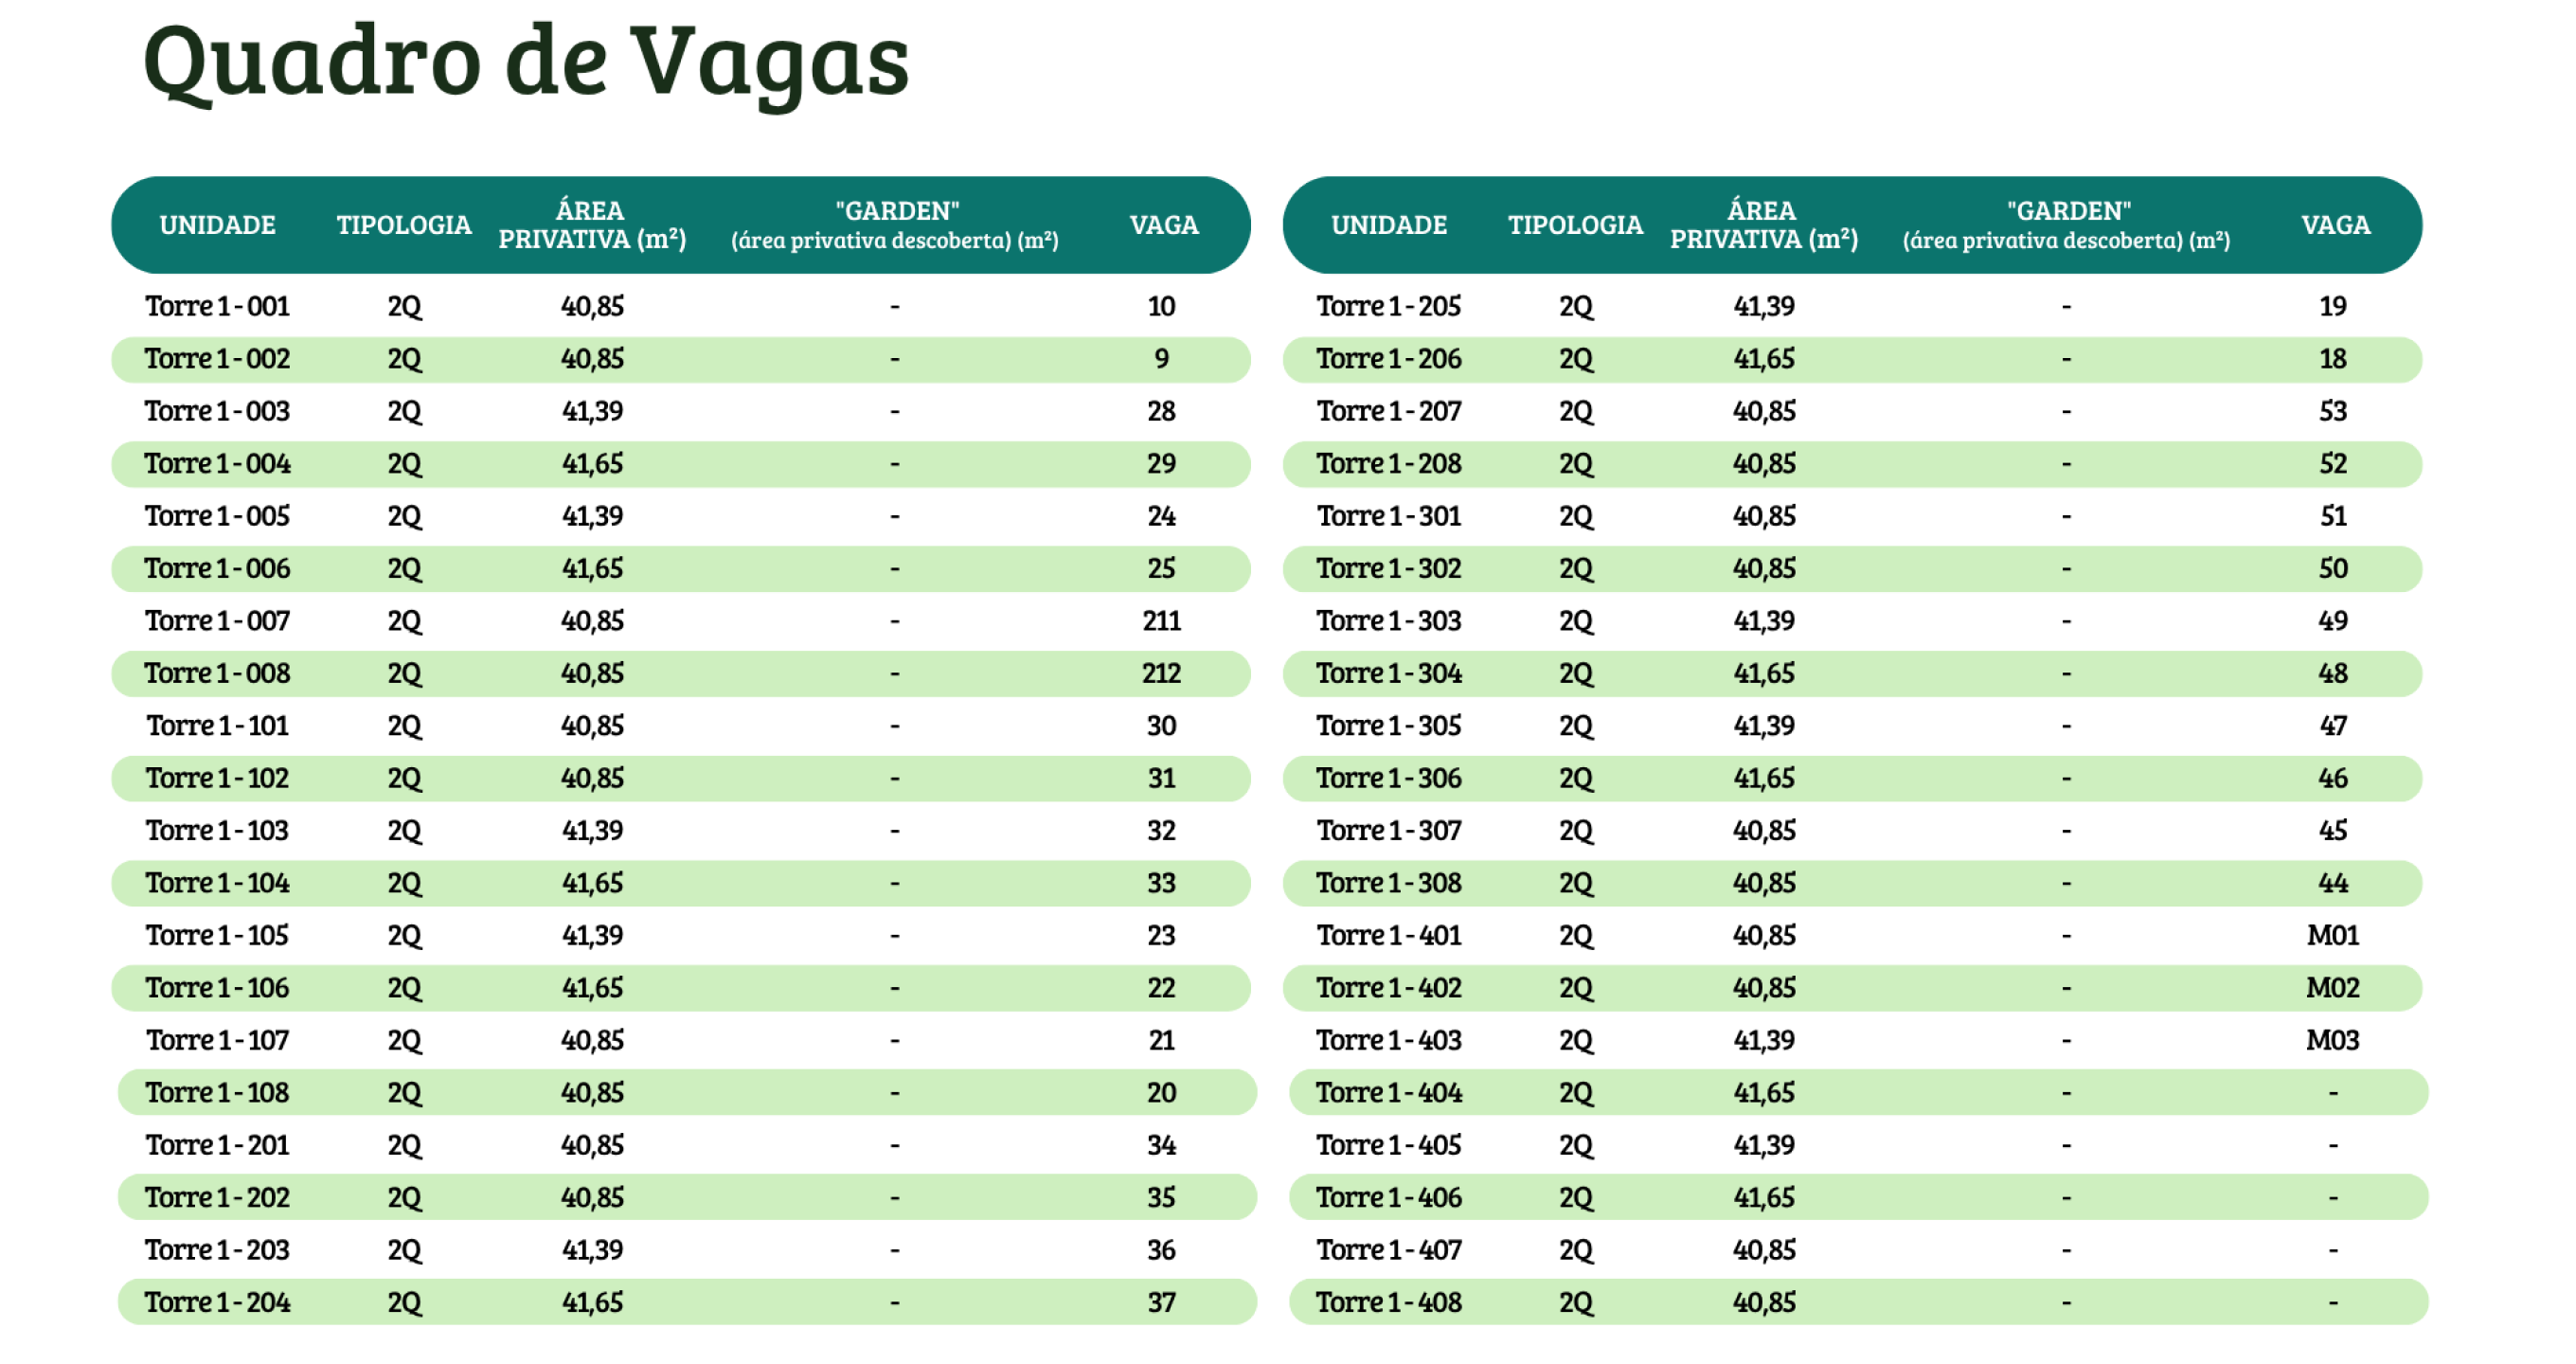 Quadro de Vagas
UNIDADE TIPOLOGIA ÁREA PRIVATIVA (m²) "GARDEN" (área privativa descoberta) (m²) VAGA
Torre 1 - 001 2Q 40,85 - 10
Torre 1 - 002 2Q 40,85 - 9
Torre 1 - 003 2Q 41,39 - 28
Torre 1 - 004 2Q 41,65 - 29
Torre 1 - 005 2Q 41,39 - 24
Torre 1 - 006 2Q 41,65 - 25
Torre 1 - 007 2Q 40,85 - 211
Torre 1 - 008 2Q 40,85 - 212
Torre 1 - 101 2Q 40,85 - 30
Torre 1 - 102 2Q 40,85 - 31
Torre 1 - 103 2Q 41,39 - 32
Torre 1 - 104 2Q 41,65 - 33
Torre 1 - 105 2Q 41,39 - 23
Torre 1 - 106 2Q 41,65 - 22
Torre 1 - 107 2Q 40,85 - 21
Torre 1 - 108 2Q 40,85 - 20
Torre 1 - 201 2Q 40,85 - 34
Torre 1 - 202 2Q 40,85 - 35
Torre 1 - 203 2Q 41,39 - 36
Torre 1 - 204 2Q 41,65 - 37
UNIDADE TIPOLOGIA ÁREA PRIVATIVA (m²) "GARDEN" (área privativa descoberta) (m²) VAGA
Torre 1 - 205 2Q 41,39 - 19
Torre 1 - 206 2Q 41,65 - 18
Torre 1 - 207 2Q 40,85 - 53
Torre 1 - 208 2Q 40,85 - 52
Torre 1 - 301 2Q 40,85 - 51
Torre 1 - 302 2Q 40,85 - 50
Torre 1 - 303 2Q 41,39 - 49
Torre 1 - 304 2Q 41,65 - 48
Torre 1 - 305 2Q 41,39 - 47
Torre 1 - 306 2Q 41,65 - 46
Torre 1 - 307 2Q 40,85 - 45
Torre 1 - 308 2Q 40,85 - 44
Torre 1 - 401 2Q 40,85 - M01
Torre 1 - 402 2Q 40,85 - M02
Torre 1 - 403 2Q 41,39 - M03
Torre 1 - 404 2Q 41,65 - -
Torre 1 - 405 2Q 41,39 - -
Torre 1 - 406 2Q 41,65 - -
Torre 1 - 407 2Q 40,85 - -
Torre 1 - 408 2Q 40,85 - -